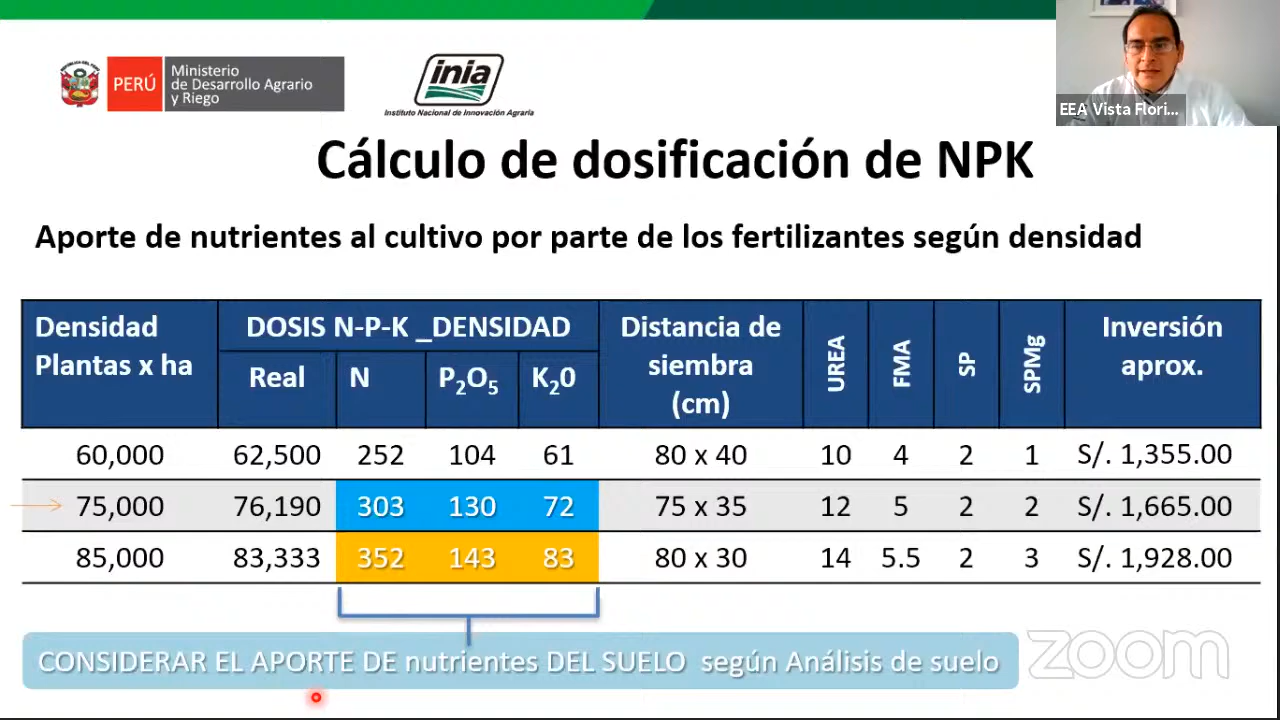 PERÚ
Ministerio
de Desarrollo Agrario
y Riego
inia
Instituto Nacional de Innovación Agraria
EEA Vista Flori...
Cálculo de dosificación de NPK
Aporte de nutrientes al cultivo por parte de los fertilizantes según densidad
Densidad Plantas x ha
DOSIS N-P-K _DENSIDAD
Real N P₂O₅ K₂0
Distancia de siembra (cm)
UREA FMA SP SPMg
Inversión aprox.
60,000 62,500 252 104 61 80 x 40 10 4 2 1 S/. 1,355.00
75,000 76,190 303 130 72 75 x 35 12 5 2 2 S/. 1,665.00
85,000 83,333 352 143 83 80 x 30 14 5.5 2 3 S/. 1,928.00
CONSIDERAR EL APORTE DE nutrientes DEL SUELO según Análisis de suelo
zoom